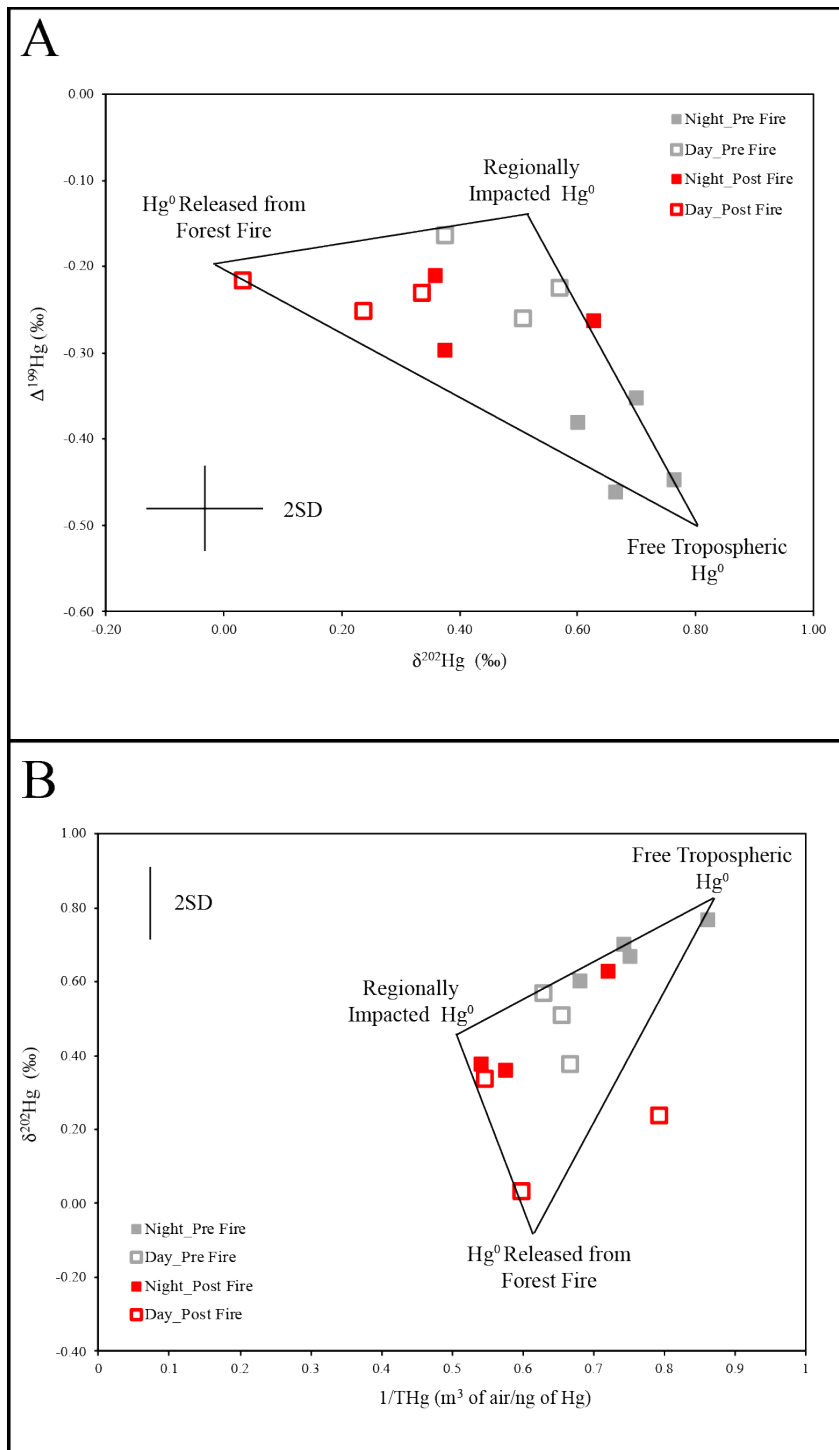 A
0.00
-0.10
-0.20
-0.30
-0.40
-0.50
-0.60
Δ¹⁹⁹Hg (‰)
Night_Pre Fire
Day_Pre Fire
Night_Post Fire
Day_Post Fire
Regionally
Impacted Hg⁰
Hg⁰ Released from
Forest Fire
2SD
Free Tropospheric
Hg⁰
-0.20
0.00
0.20
0.40
0.60
0.80
1.00
δ²⁰²Hg (‰)
B
1.00
0.80
0.60
0.40
0.20
0.00
-0.20
-0.40
δ²⁰²Hg (‰)
2SD
Free Tropospheric
Hg⁰
Regionally
Impacted Hg⁰
Hg⁰ Released from
Forest Fire
Night_Pre Fire
Day_Pre Fire
Night_Post Fire
Day_Post Fire
0
0.1
0.2
0.3
0.4
0.5
0.6
0.7
0.8
0.9
1
1/THg (m³ of air/ng of Hg)